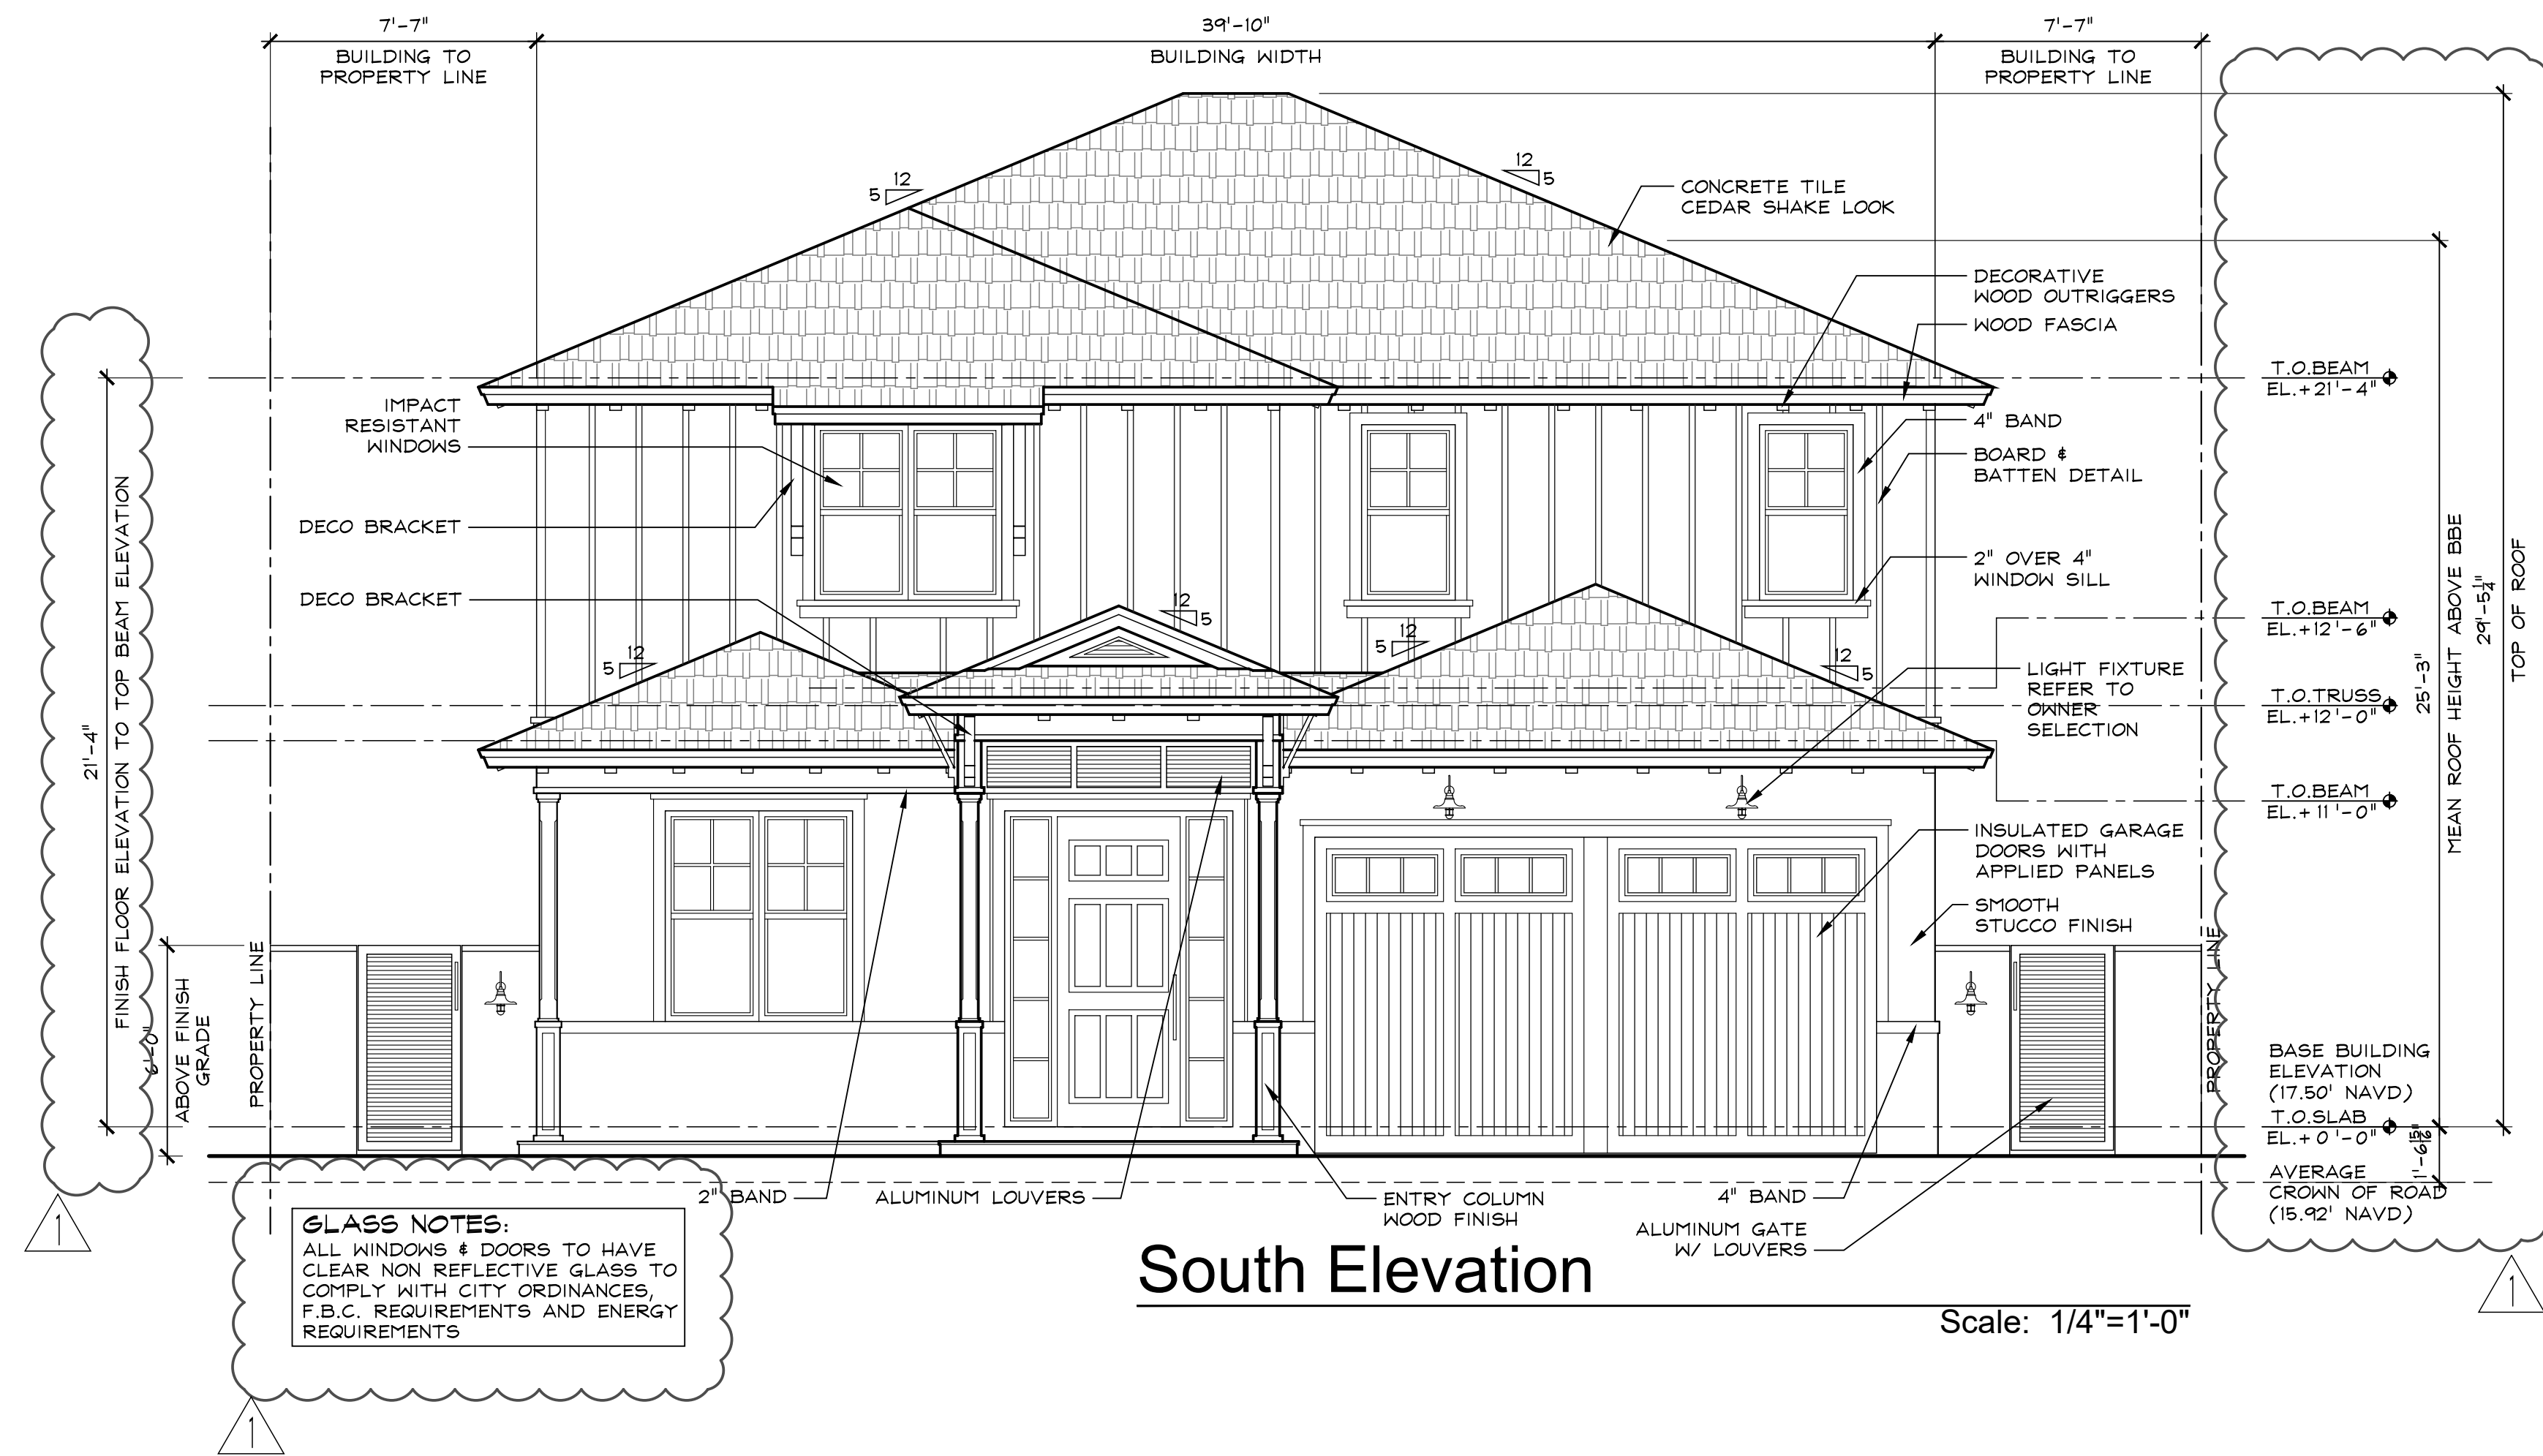 7'-7"
BUILDING TO
PROPERTY LINE
39'-10"
BUILDING WIDTH
7'-7"
BUILDING TO
PROPERTY LINE
12
5
12
5
CONCRETE TILE
CEDAR SHAKE LOOK
DECORATIVE
WOOD OUTRIGGERS
WOOD FASCIA
T.O.BEAM
EL.+21'-4"
IMPACT
RESISTANT
WINDOWS
4" BAND
BOARD &
BATTEN DETAIL
DECO BRACKET
2" OVER 4"
WINDOW SILL
DECO BRACKET
12
5
12
5
12
5
12
5
T.O.BEAM
EL.+12'-6"
LIGHT FIXTURE
REFER TO
OWNER
SELECTION
T.O.TRUSS
EL.+12'-0"
T.O.BEAM
EL.+11'-0"
INSULATED GARAGE
DOORS WITH
APPLIED PANELS
SMOOTH
STUCCO FINISH
21'-4"
FINISH FLOOR ELEVATION TO TOP BEAM ELEVATION
6'-0"
ABOVE FINISH
GRADE
PROPERTY LINE
PROPERTY LINE
25'-3"
MEAN ROOF HEIGHT ABOVE BBE
29'-5 1/4"
TOP OF ROOF
BASE BUILDING
ELEVATION
(17.50' NAVD)
T.O.SLAB
EL.+0'-0"
1'-6 15/16"
AVERAGE
CROWN OF ROAD
(15.92' NAVD)
2" BAND
ALUMINUM LOUVERS
ENTRY COLUMN
WOOD FINISH
4" BAND
ALUMINUM GATE
W/ LOUVERS
1
GLASS NOTES:
ALL WINDOWS & DOORS TO HAVE
CLEAR NON REFLECTIVE GLASS TO
COMPLY WITH CITY ORDINANCES,
F.B.C. REQUIREMENTS AND ENERGY
REQUIREMENTS
1
South Elevation
Scale: 1/4"=1'-0"
1